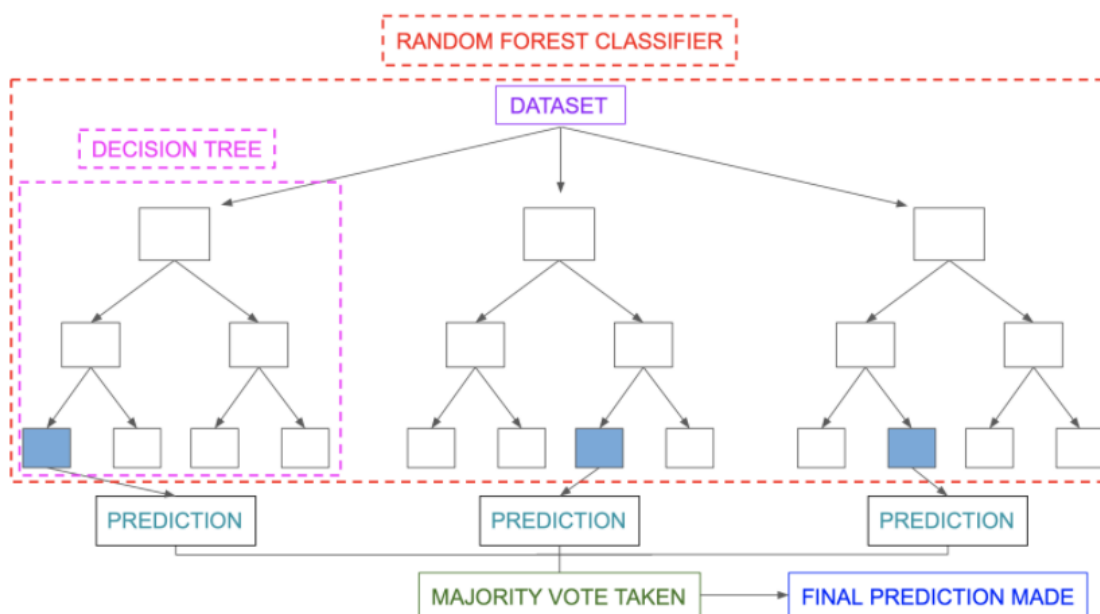 RANDOM FOREST CLASSIFIER
DATASET
DECISION TREE
PREDICTION
PREDICTION
PREDICTION
MAJORITY VOTE TAKEN
FINAL PREDICTION MADE